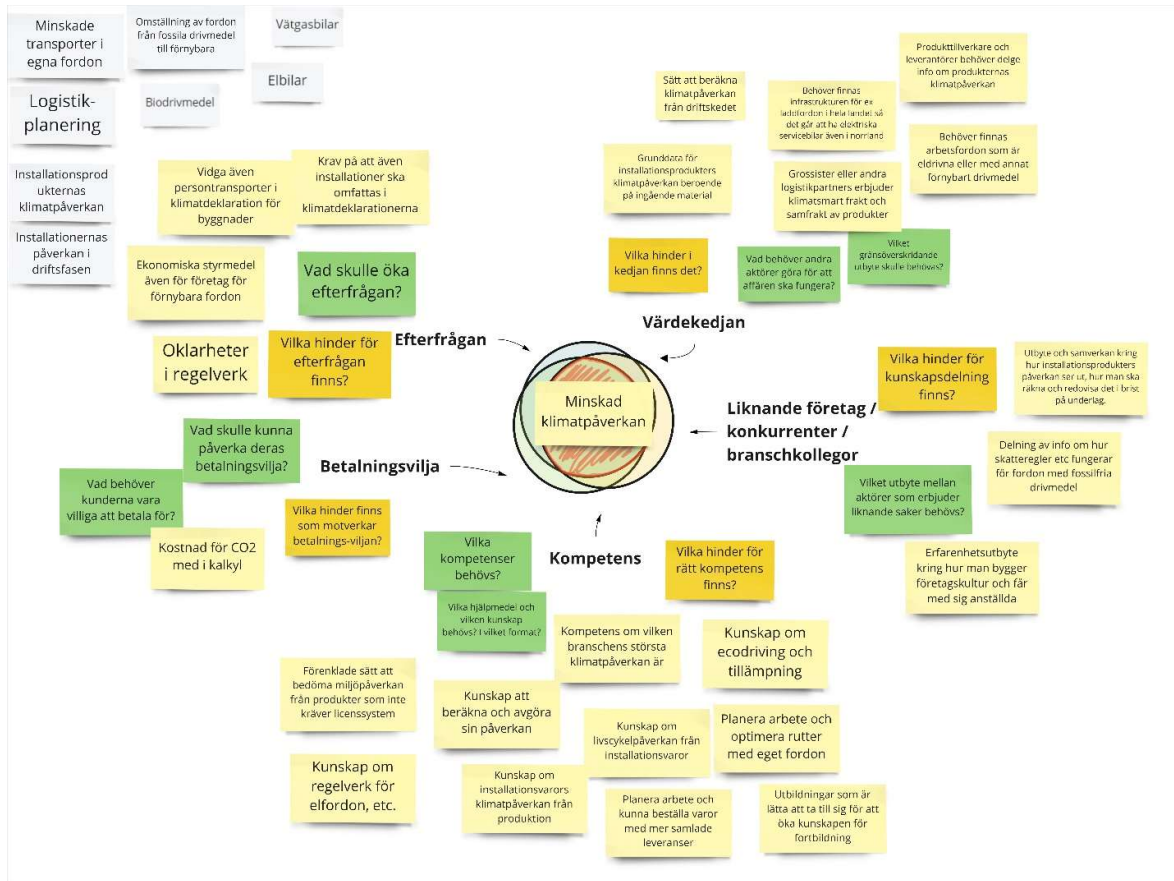 Minskade
transporter i
egna fordon
Omställning av fordon
från fossila drivmedel
till förnybara
Vätgasbilar
Elbilar
Logistik-
planering
Biodrivmedel
Installationsprod
ukternas
klimatpåverkan
Installationernas
påverkan i
driftsfasen
Vidga även
persontransporter i
klimatdeklaration för
byggnader
Krav på att även
installationer ska
omfattas i
klimatdeklarationerna
Ekonomiska styrmedel
även för företag för
förnybara fordon
Vad skulle öka
efterfrågan?
Oklarheter
i regelverk
Vilka hinder för
efterfrågan
finns?
Efterfrågan
Sätt att beräkna
klimatpåverkan
från driftskedet
Behöver finnas
infrastrukturen för ex
laddfordon i hela landet så
det går att ha elektriska
servicebilar även i norrland
Produkttillverkare och
leverantörer behöver delge
info om produkternas
klimatpåverkan
Grunddata för
installationsprodukters
klimatpåverkan beroende
på ingående material
Grossister eller andra
logistikpartners erbjuder
klimatsmart frakt och
samfrakt av produkter
Behöver finnas
arbetsfordon som är
eldrivna eller med annat
förnybart drivmedel
Vilka hinder i
kedjan finns det?
Vad behöver andra
aktörer göra för att
affären ska fungera?
Vilket
gränsöverskridande
utbyte skulle behövas?
Värdekedjan
Minskad
klimatpåverkan
Liknande företag /
konkurrenter /
branschkollegor
Vilka hinder för
kunskapsdelning
finns?
Utbyte och samverkan kring
hur installationsprodukters
påverkan ser ut, hur man ska
räkna och redovisa det i brist
på underlag.
Delning av info om hur
skatteregler etc fungerar
för fordon med fossilfria
drivmedel
Vilket utbyte mellan
aktörer som erbjuder
liknande saker behövs?
Erfarenhetsutbyte
kring hur man bygger
företagskultur och får
med sig anställda
Vad skulle kunna
påverka deras
betalningsvilja?
Betalningsvilja
Vad behöver
kunderna vara
villiga att betala för?
Vilka hinder finns
som motverkar
betalnings-viljan?
Kostnad för CO2
med i kalkyl
Vilka
kompetenser
behövs?
Kompetens
Vilka hinder för
rätt kompetens
finns?
Vilka hjälpmedel och
vilken kunskap
behövs? I vilket format?
Kompetens om vilken
branschens största
klimatpåverkan är
Kunskap om
ecodriving och
tillämpning
Förenklade sätt att
bedöma miljöpåverkan
från produkter som inte
kräver licenssystem
Kunskap att
beräkna och avgöra
sin påverkan
Kunskap om
livscykelpåverkan från
installationsvaror
Planera arbete och
optimera rutter
med eget fordon
Kunskap om
regelverk för
elfordon, etc.
Kunskap om
installationsvarors
klimatpåverkan från
produktion
Planera arbete och
kunna beställa varor
med mer samlade
leveranser
Utbildningar som är
lätta att ta till sig för att
öka kunskapen för
fortbildning